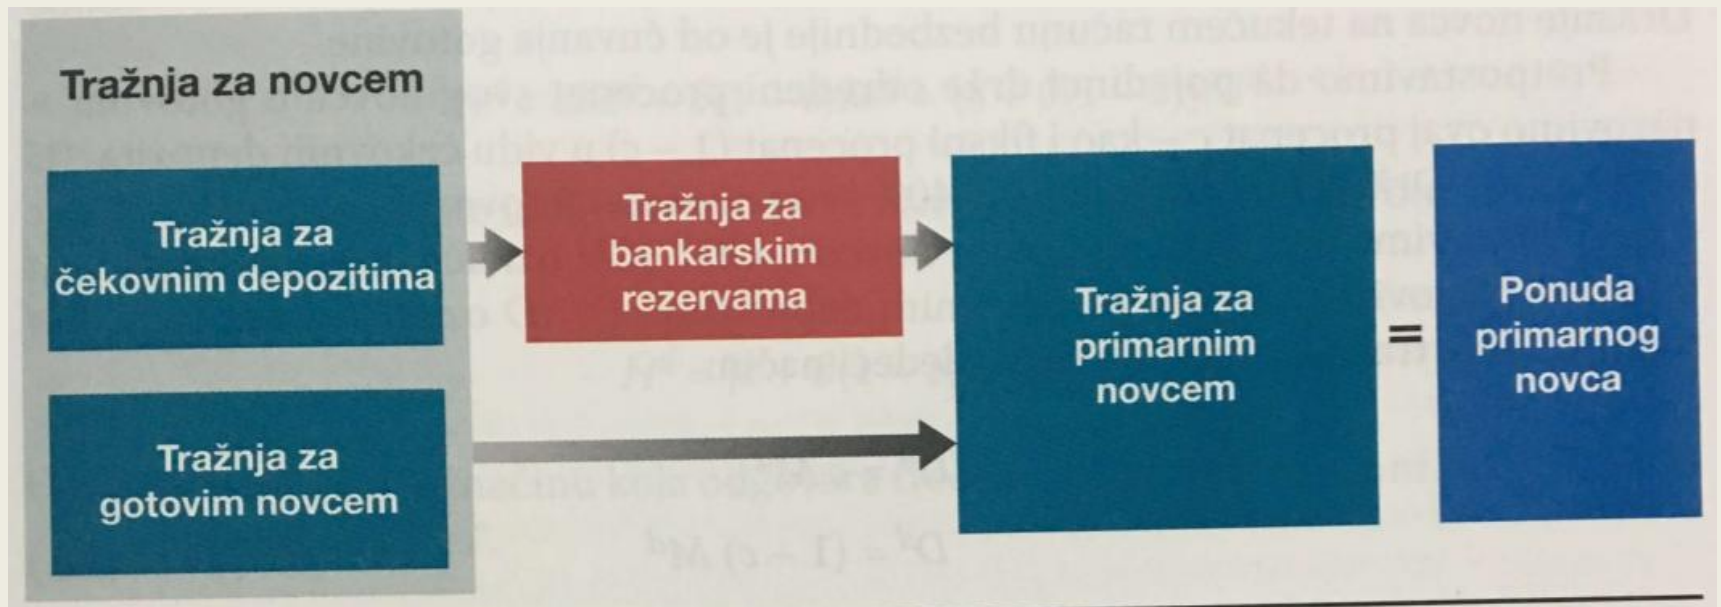 Tražnja za novcem
Tražnja za
čekovnim depozitima
Tražnja za
bankarskim
rezervama
Tražnja za
primarnim
novcem
=
Ponuda
primarnog
novca
Tražnja za
gotovim novcem